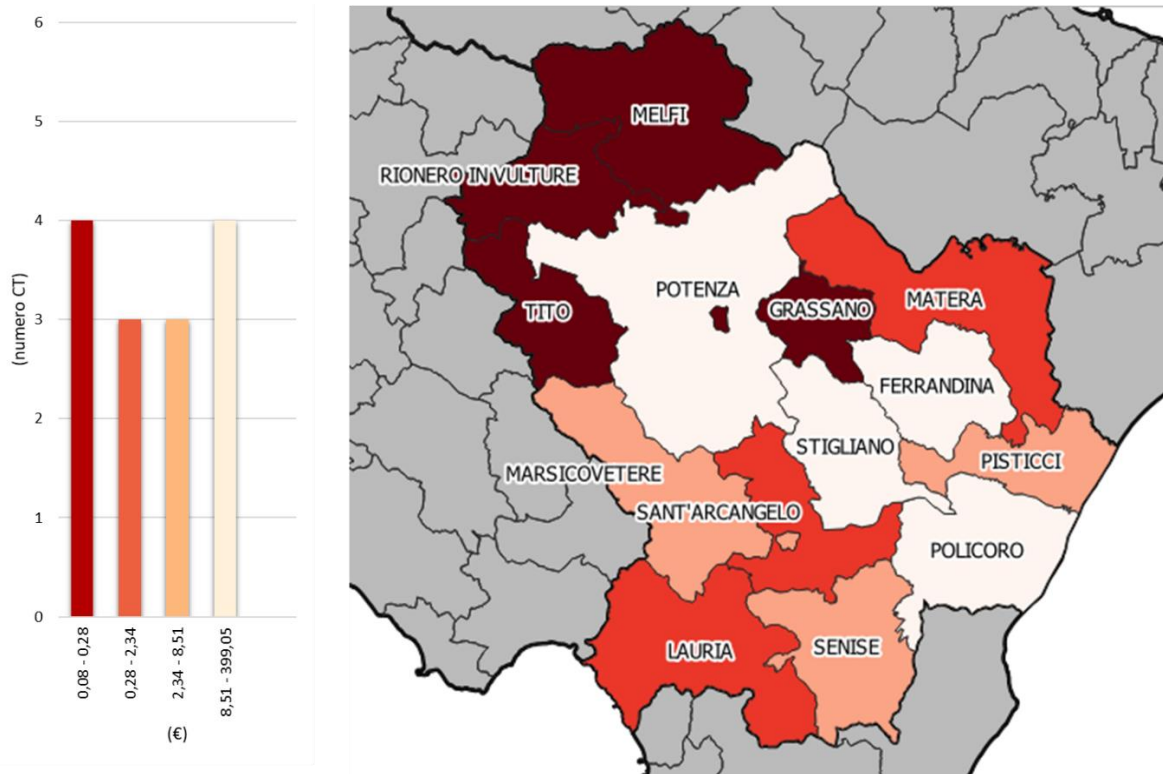 6
5
4
3
2
1
0
(numero CT)
0,08 - 0,28
0,28 - 2,34
2,34 - 8,51
8,51 - 399,05
(€)
MELFI
RIONERO IN VULTURE
POTENZA
TITO
GRASSANO
MATERA
FERRANDINA
STIGLIANO
PISTICCI
MARSICOVETERE
SANT'ARCANGELO
POLICORO
LAURIA
SENISE